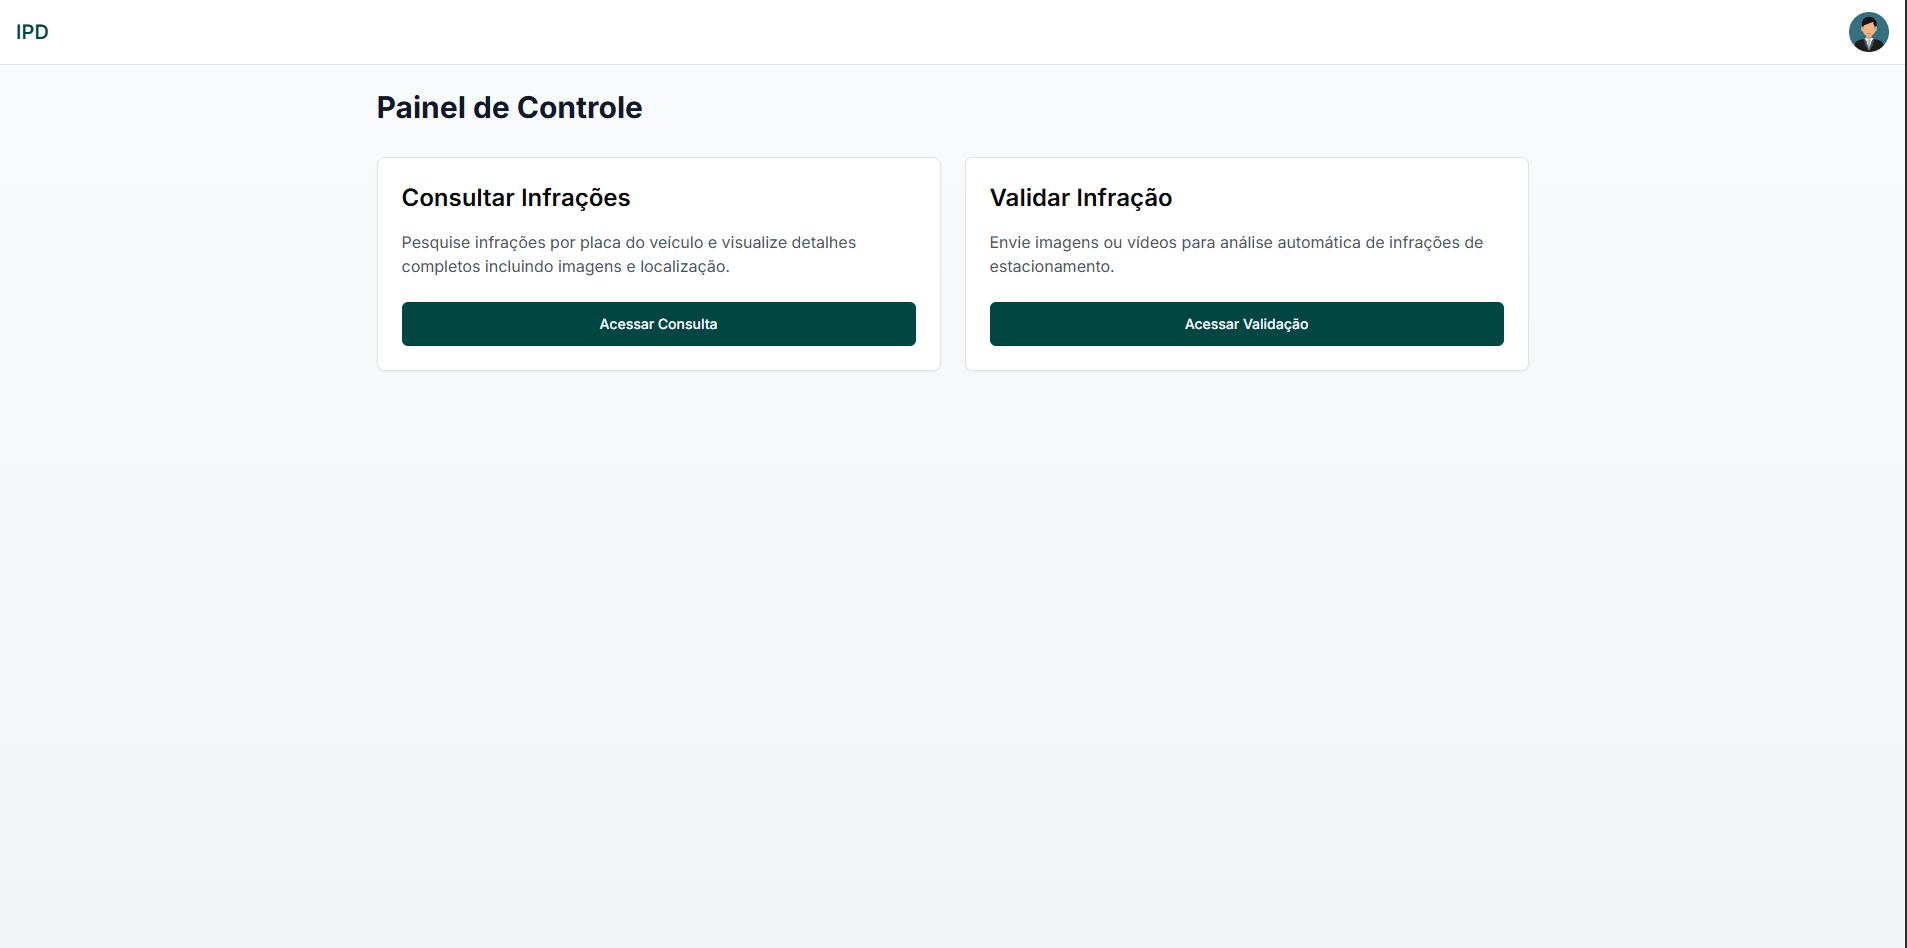 IPD
Painel de Controle
Consultar Infrações
Pesquise infrações por placa do veículo e visualize detalhes
completos incluindo imagens e localização.
Acessar Consulta
Validar Infração
Envie imagens ou vídeos para análise automática de infrações de
estacionamento.
Acessar Validação